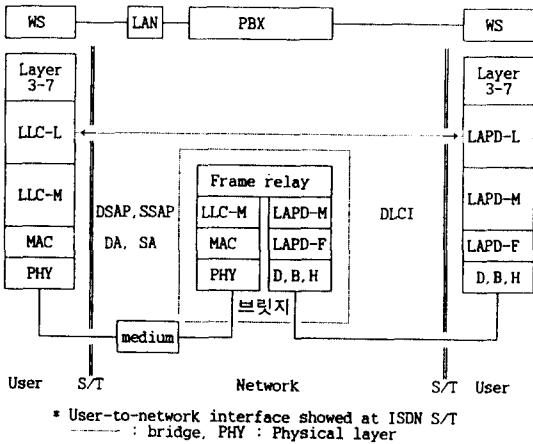 WS
LAN
PBX
WS
Layer
3-7
LLC-L
LLC-M
MAC
PHY
DSAP,SSAP
DA, SA
Frame relay
LLC-M
LAPD-M
MAC
LAPD-F
PHY
D,B,H
브릿지
DLCI
Layer
3-7
LAPD-L
LAPD-M
LAPD-F
D,B,H
medium
User
S/T
Network
S/T
User
* User-to-network interface showed at ISDN S/T
: bridge, PHY : Physical layer